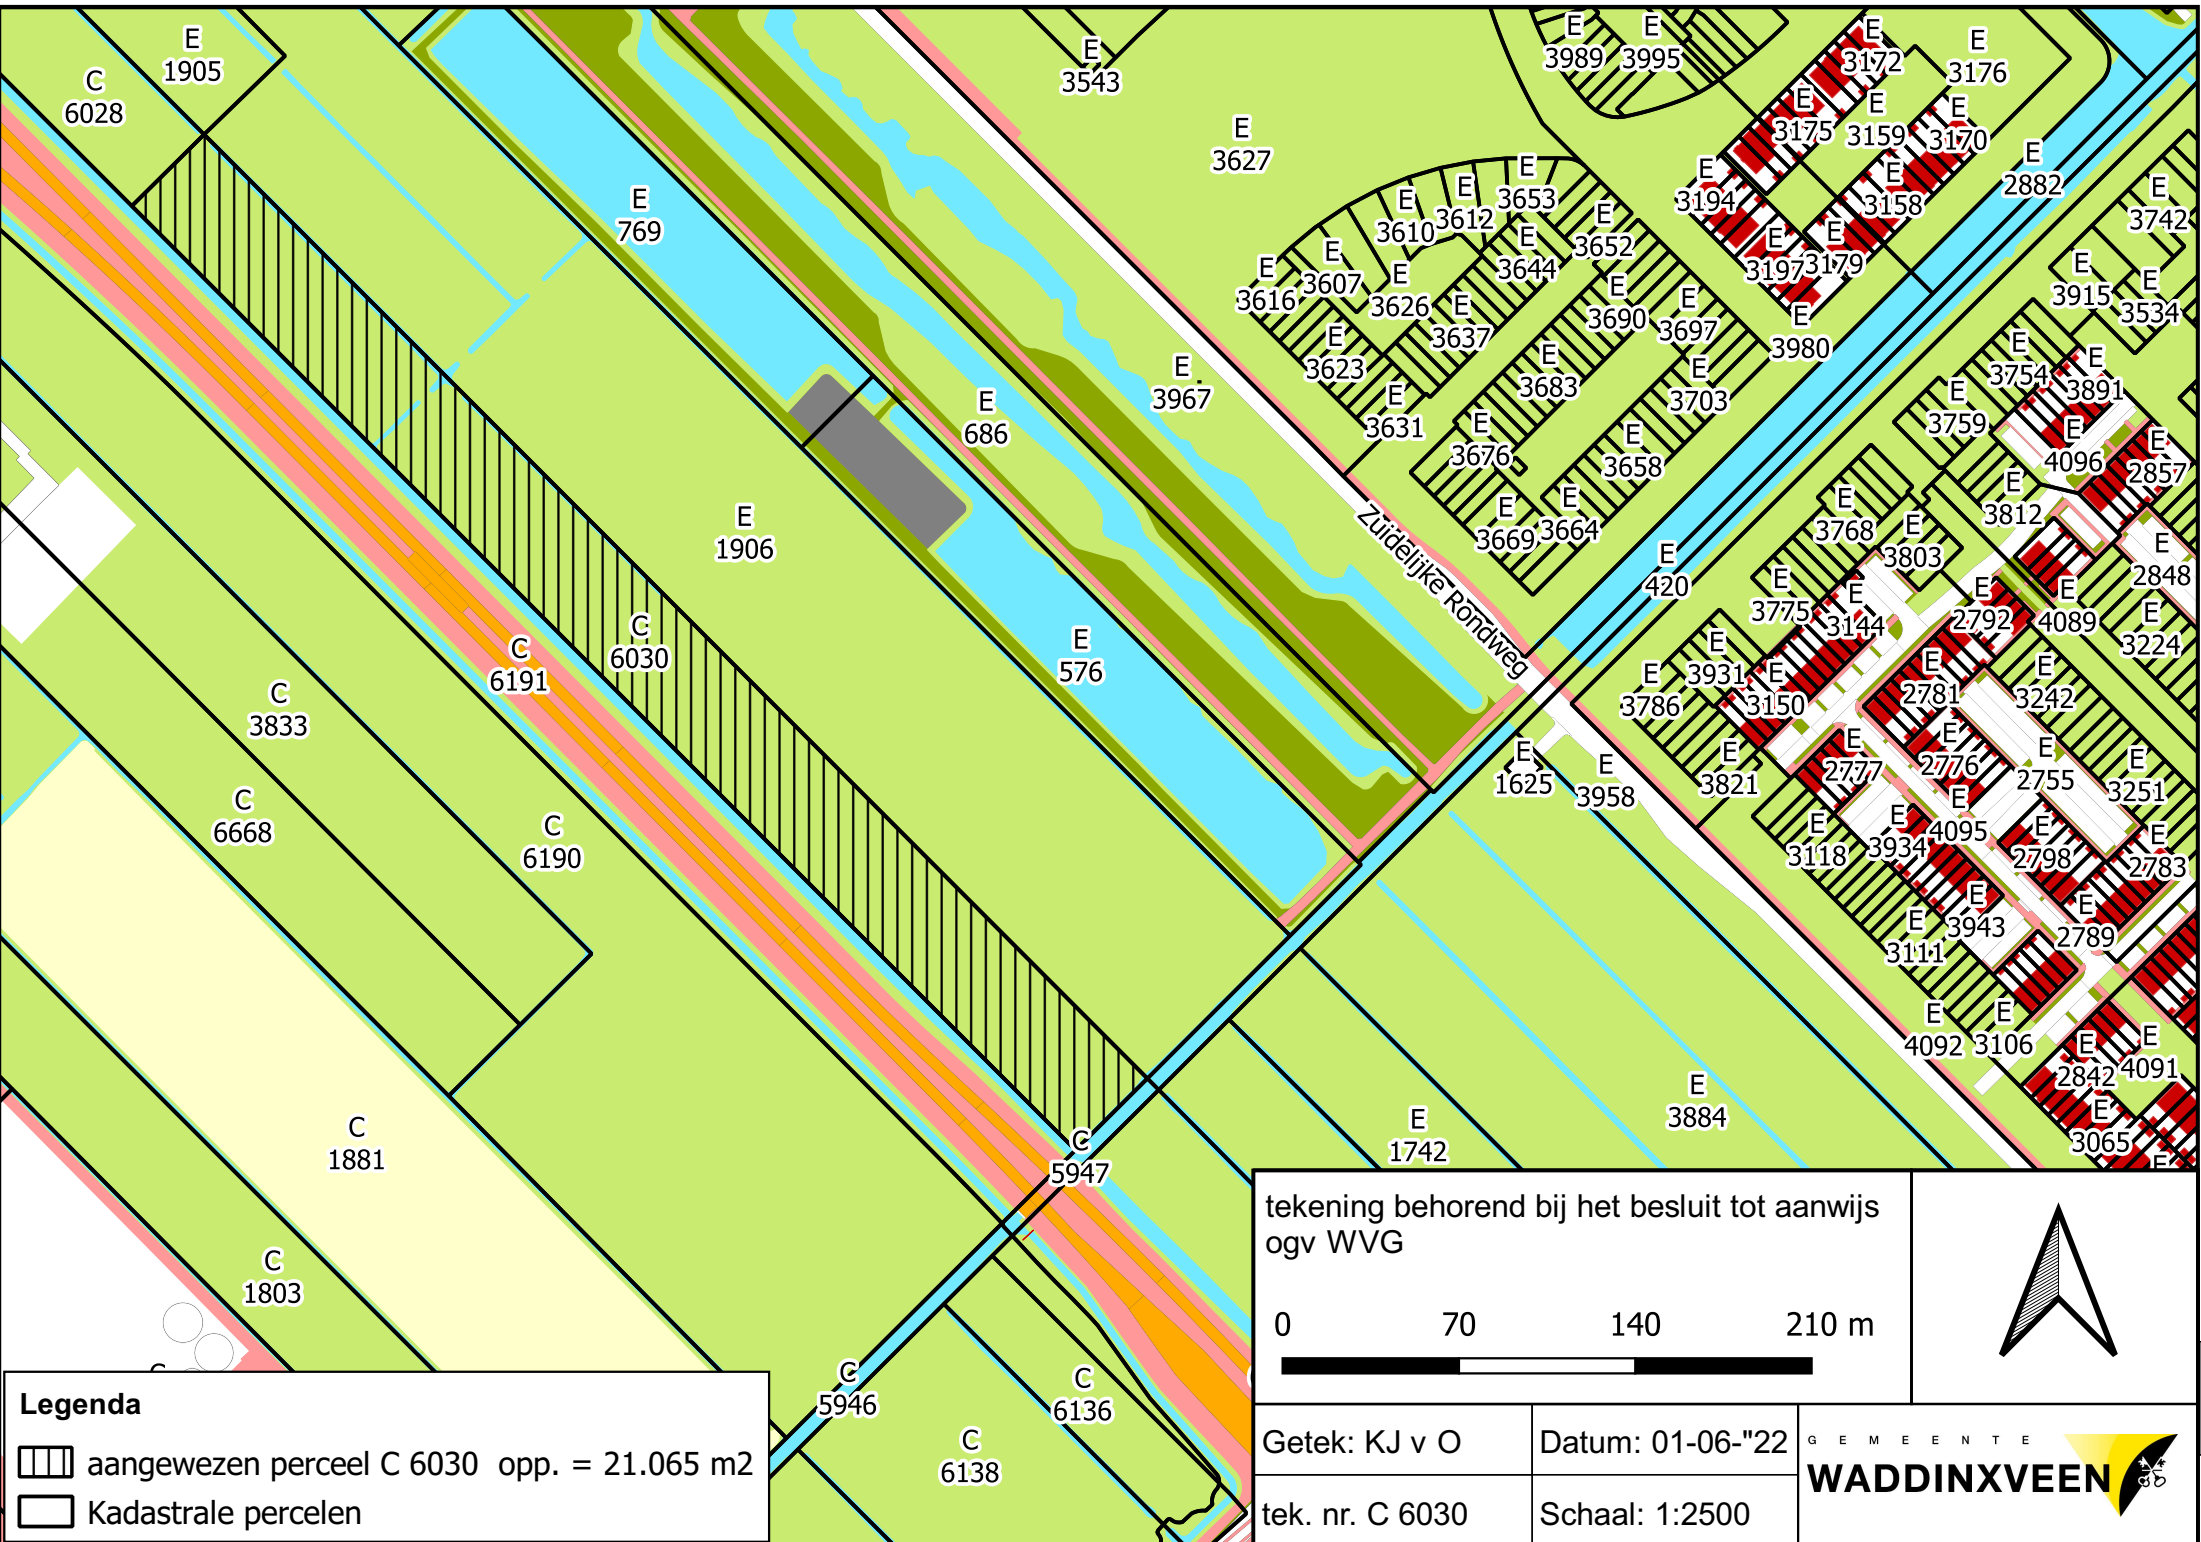 E
1905
C
6028
E
3543
E
3627
E
3989
E
3995
E
3172
E
3176
E
3175
E
3159
E
3170
E
2882
E
3194
E
3158
E
3742
E
3197
E
3179
E
3980
E
3915
E
3534
E
769
E
3653
E
3612
E
3610
E
3652
E
3644
E
3607
E
3616
E
3626
E
3637
E
3690
E
3697
E
3623
E
3683
E
3703
E
3631
E
3676
E
3658
E
3669
E
3664
E
3967
E
686
E
3754
E
3891
E
3759
E
4096
E
2857
E
3812
E
3768
E
3803
E
2848
E
420
E
3775
E
3144
E
2792
E
4089
E
3224
E
1906
Zuidelijke Rondweg
C
6030
C
6191
E
576
E
3931
E
3786
E
3150
E
2781
E
3242
C
3833
C
6668
C
6190
E
1625
E
3958
E
3821
E
2777
E
2776
E
2755
E
3251
E
3118
E
3934
E
4095
E
2798
E
2783
E
3943
E
3111
E
2789
E
4092
E
3106
E
2842
E
4091
E
3065
E
E
3884
E
1742
C
5947
C
1881
C
1803
C
5946
C
6136
C
6138
tekening behorend bij het besluit tot aanwijs
ogv WVG
0 70 140 210 m
Getek: KJ v O
Datum: 01-06-"22
tek. nr. C 6030
Schaal: 1:2500
GEMEENTE
WADDINXVEEN
Legenda
aangewezen perceel C 6030 opp. = 21.065 m2
Kadastrale percelen